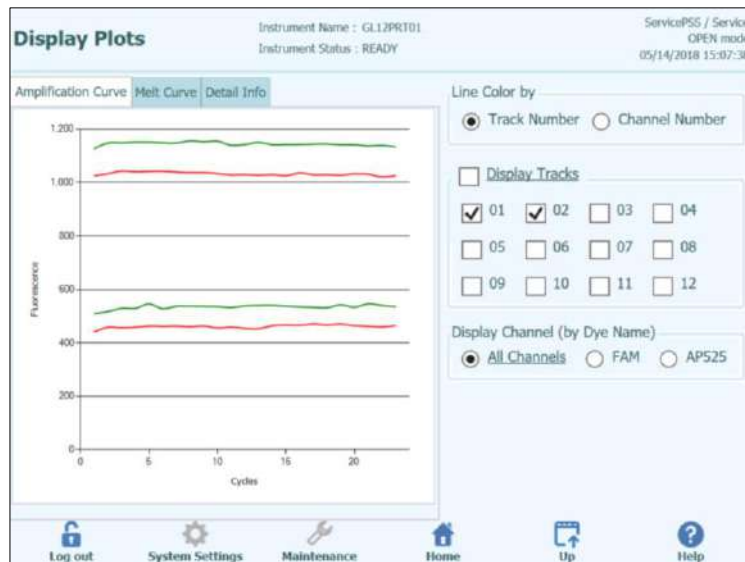 Display Plots
Instrument Name : GL12PRT01
Instrument Status : READY
ServicePSS / Service
OPEN mode
05/14/2018 15:07:38
Amplification Curve
Melt Curve
Detail Info
1.200
1.000
800
600
400
200
0
Fluorescence
0
5
10
15
20
Cycles
Line Color by
Track Number
Channel Number
Display Tracks
01
02
03
04
05
06
07
08
09
10
11
12
Display Channel (by Dye Name)
All Channels
FAM
AP525
Log out
System Settings
Maintenance
Home
Up
Help